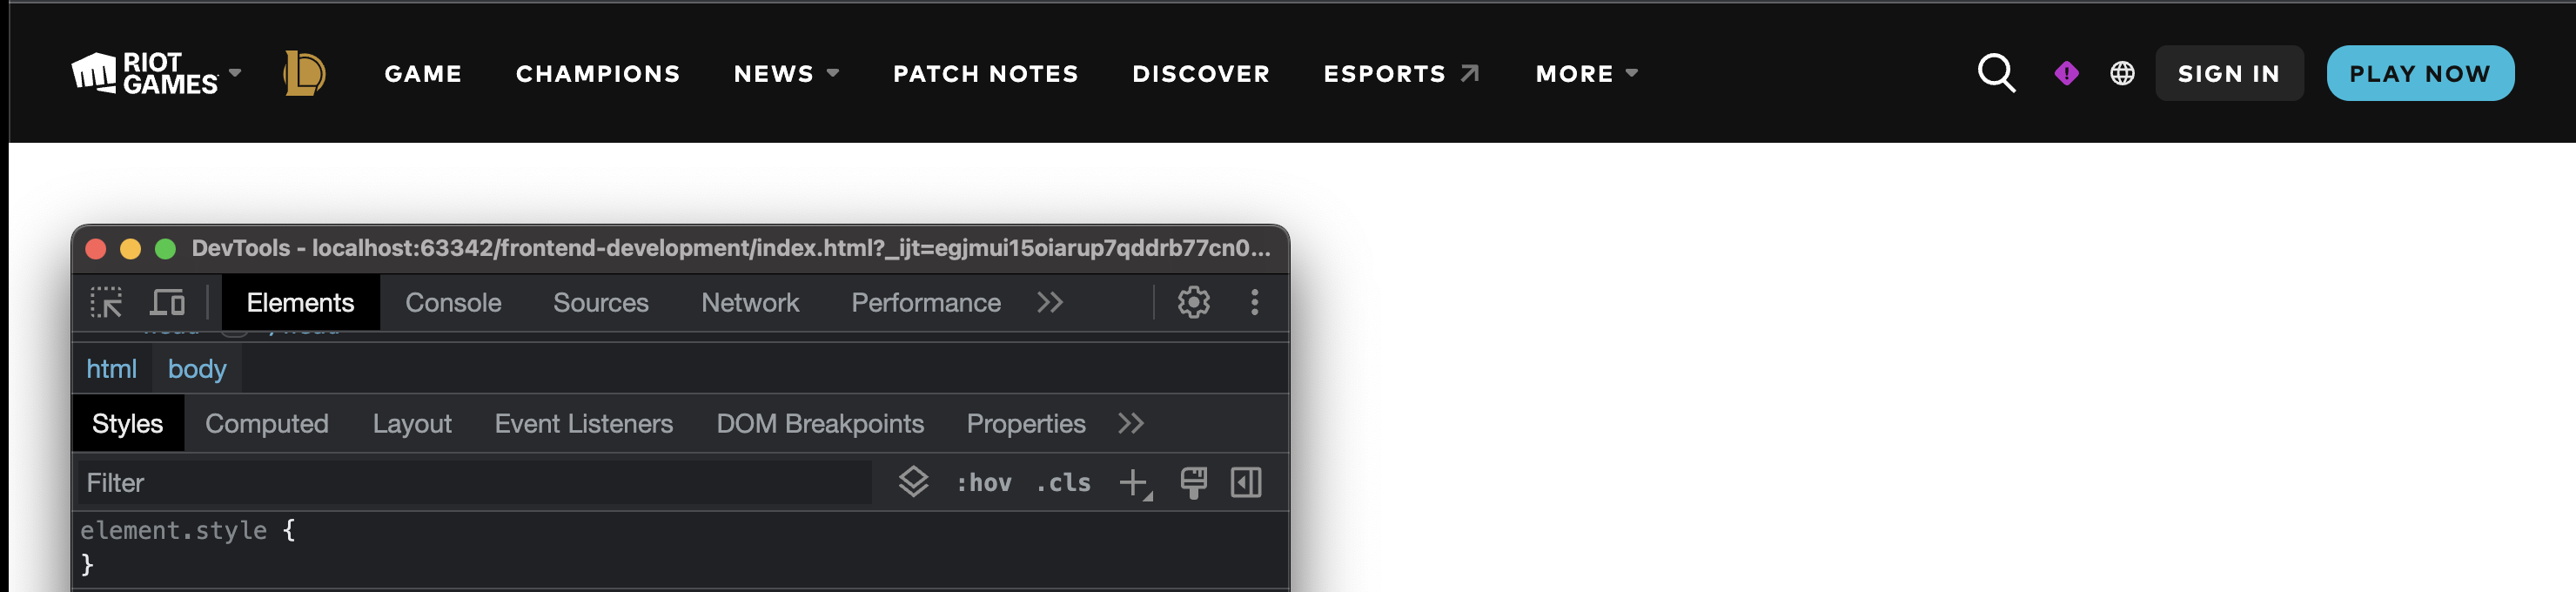 RIOT GAMES GAME CHAMPIONS NEWS PATCH NOTES DISCOVER ESPORTS MORE SIGN IN PLAY NOW
DevTools - localhost:63342/frontend-development/index.html?_ijt=egjmui15oiarup7qddrb77cn0...
Elements Console Sources Network Performance
html body
Styles Computed Layout Event Listeners DOM Breakpoints Properties
Filter :hov .cls
element.style {
}